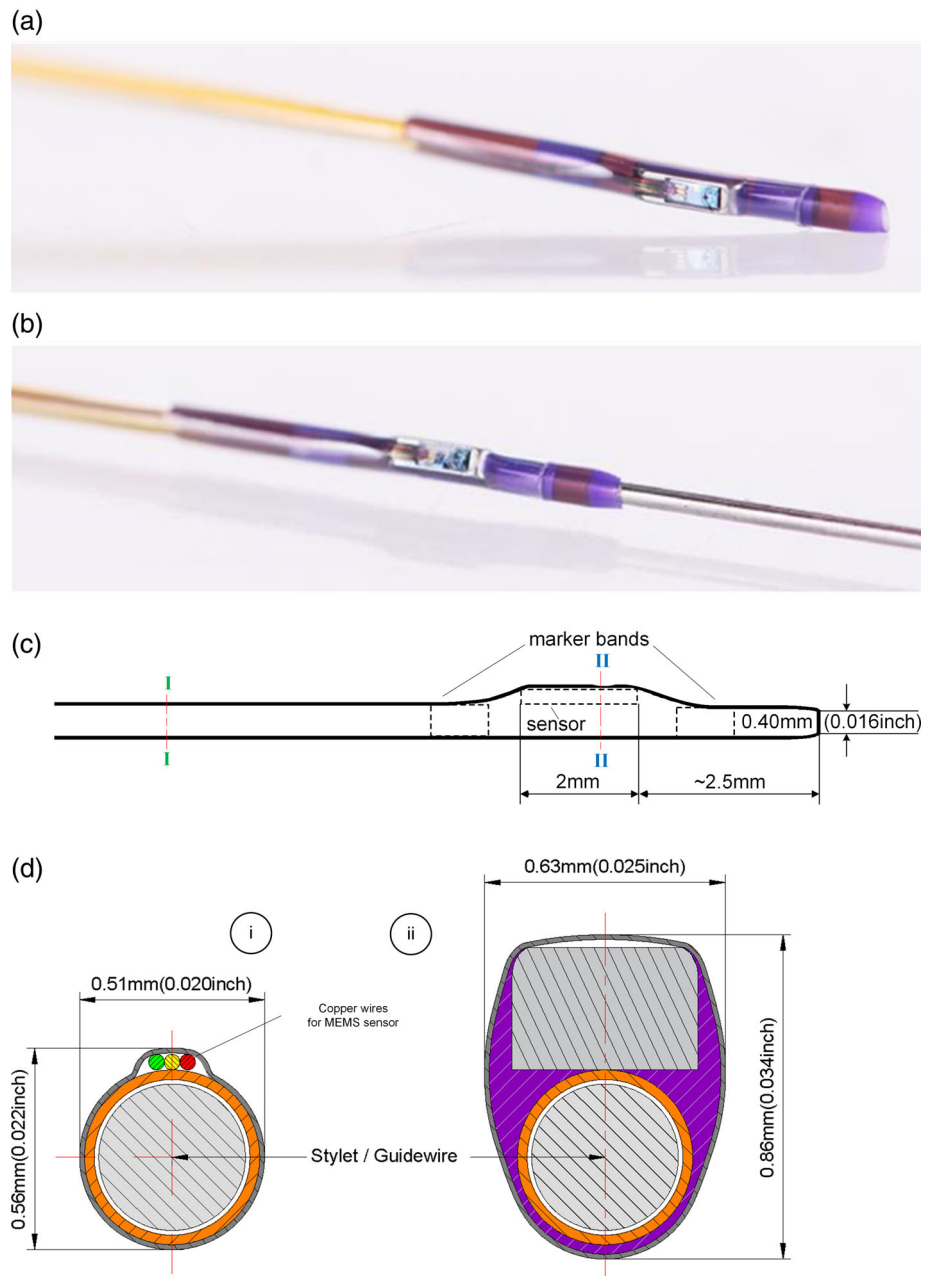 (a)
(b)
(c)
marker bands
I
II
sensor
0.40mm
(0.016inch)
I
II
2mm
~2.5mm
(d)
0.63mm(0.025inch)
i
ii
0.51mm(0.020inch)
Copper wires
for MEMS sensor
0.56mm(0.022inch)
0.86mm(0.034inch)
Stylet / Guidewire